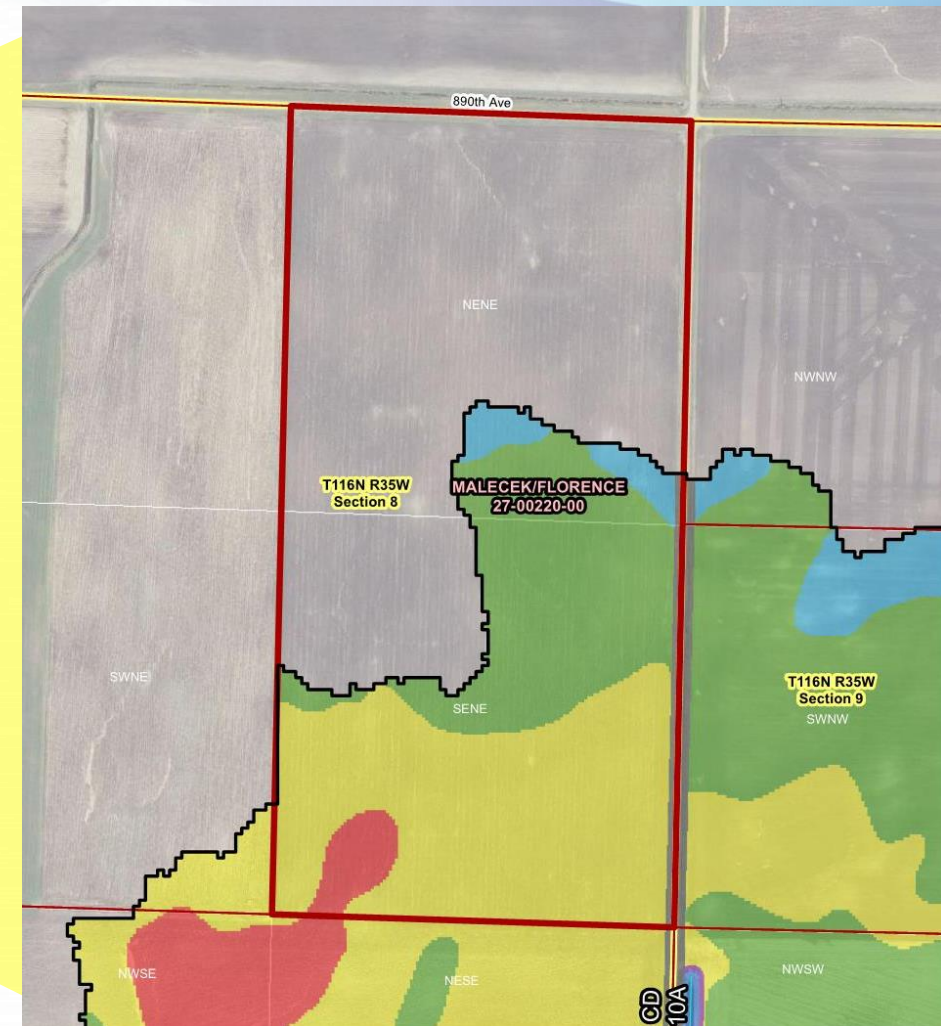 890th Ave
NENE
NWNW
T116N R35W
Section 8
MALECEK/FLORENCE
27-00220-00
SWNE
SENE
T116N R35W
Section 9
SWNW
NWSE
NESE
NWSW
CD
10A